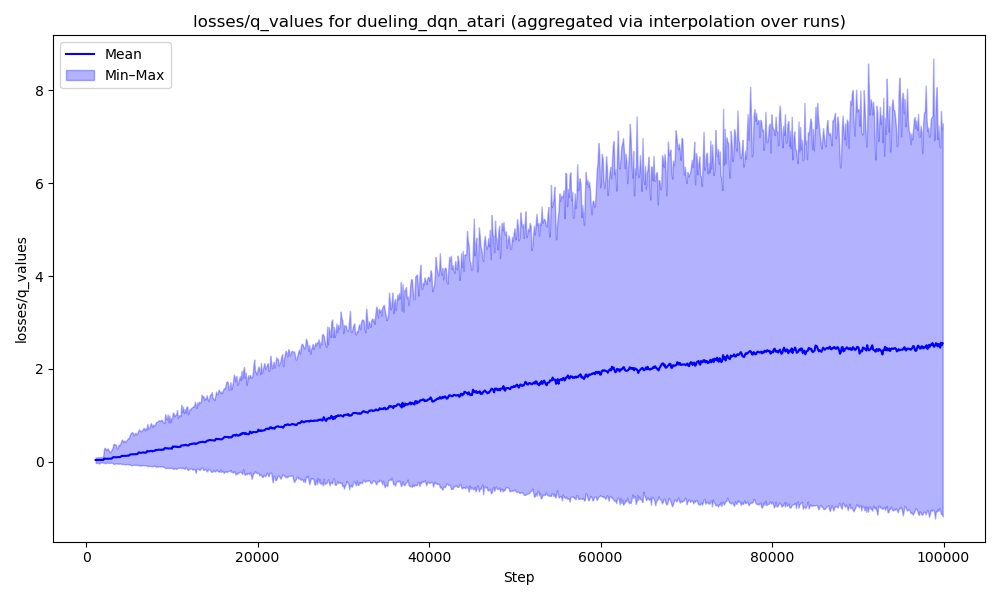 losses/q_values for dueling_dqn_atari (aggregated via interpolation over runs)
Mean
Min–Max
losses/q_values
8
6
4
2
0
0 20000 40000 60000 80000 100000
Step